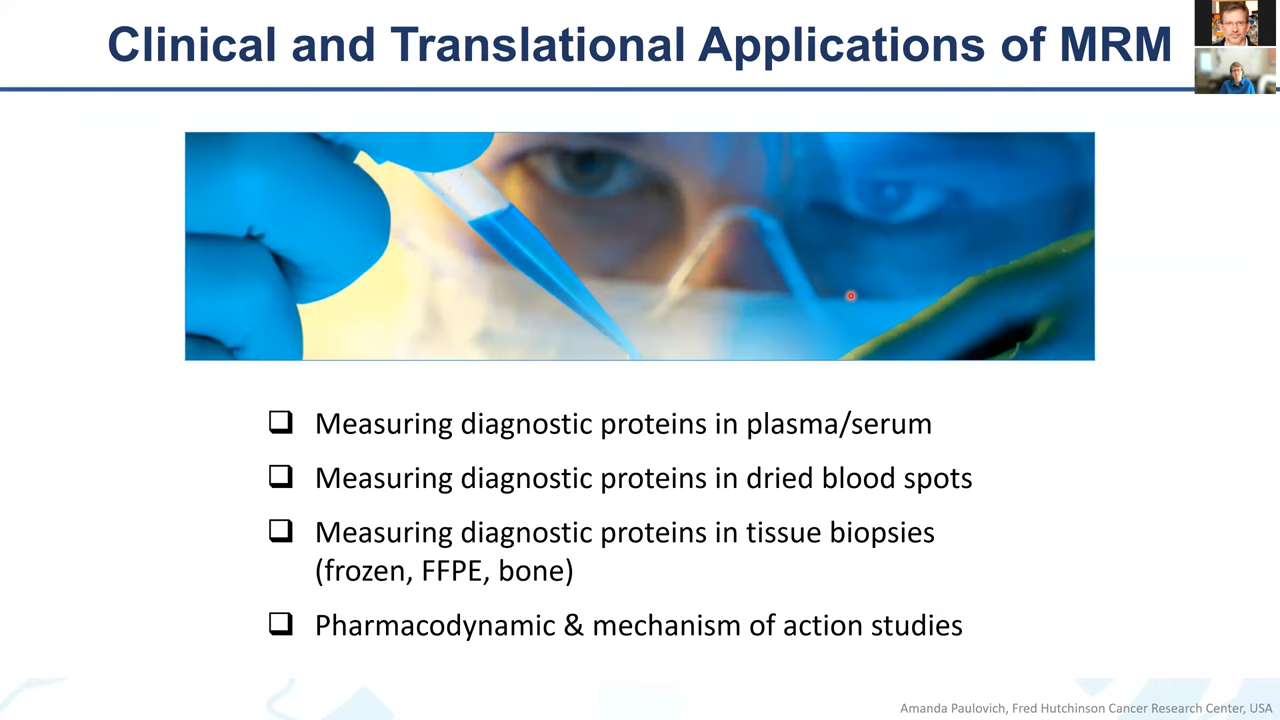 Clinical and Translational Applications of MRM
Measuring diagnostic proteins in plasma/serum
Measuring diagnostic proteins in dried blood spots
Measuring diagnostic proteins in tissue biopsies
(frozen, FFPE, bone)
Pharmacodynamic & mechanism of action studies
Amanda Paulovich, Fred Hutchinson Cancer Research Center, USA